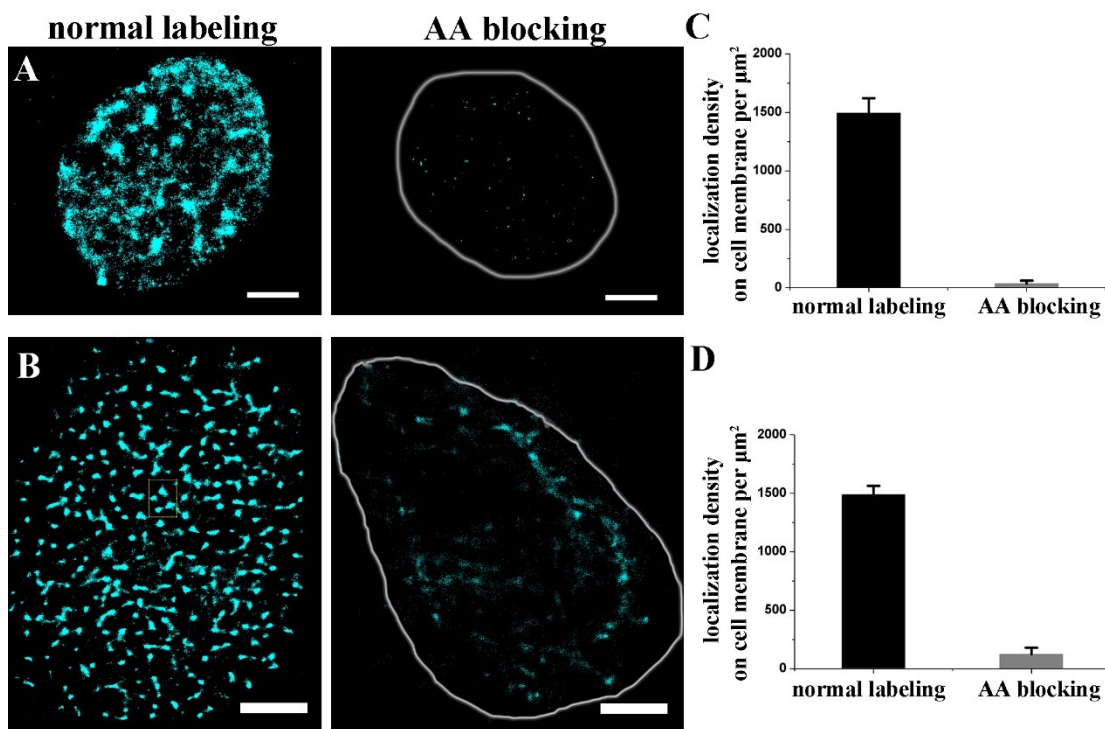 normal labeling
AA blocking
A
B
C
localization density
on cell membrane per μm²
2000
1500
1000
500
0
normal labeling
AA blocking
D
localization density
on cell membrane per μm²
2000
1500
1000
500
0
normal labeling
AA blocking